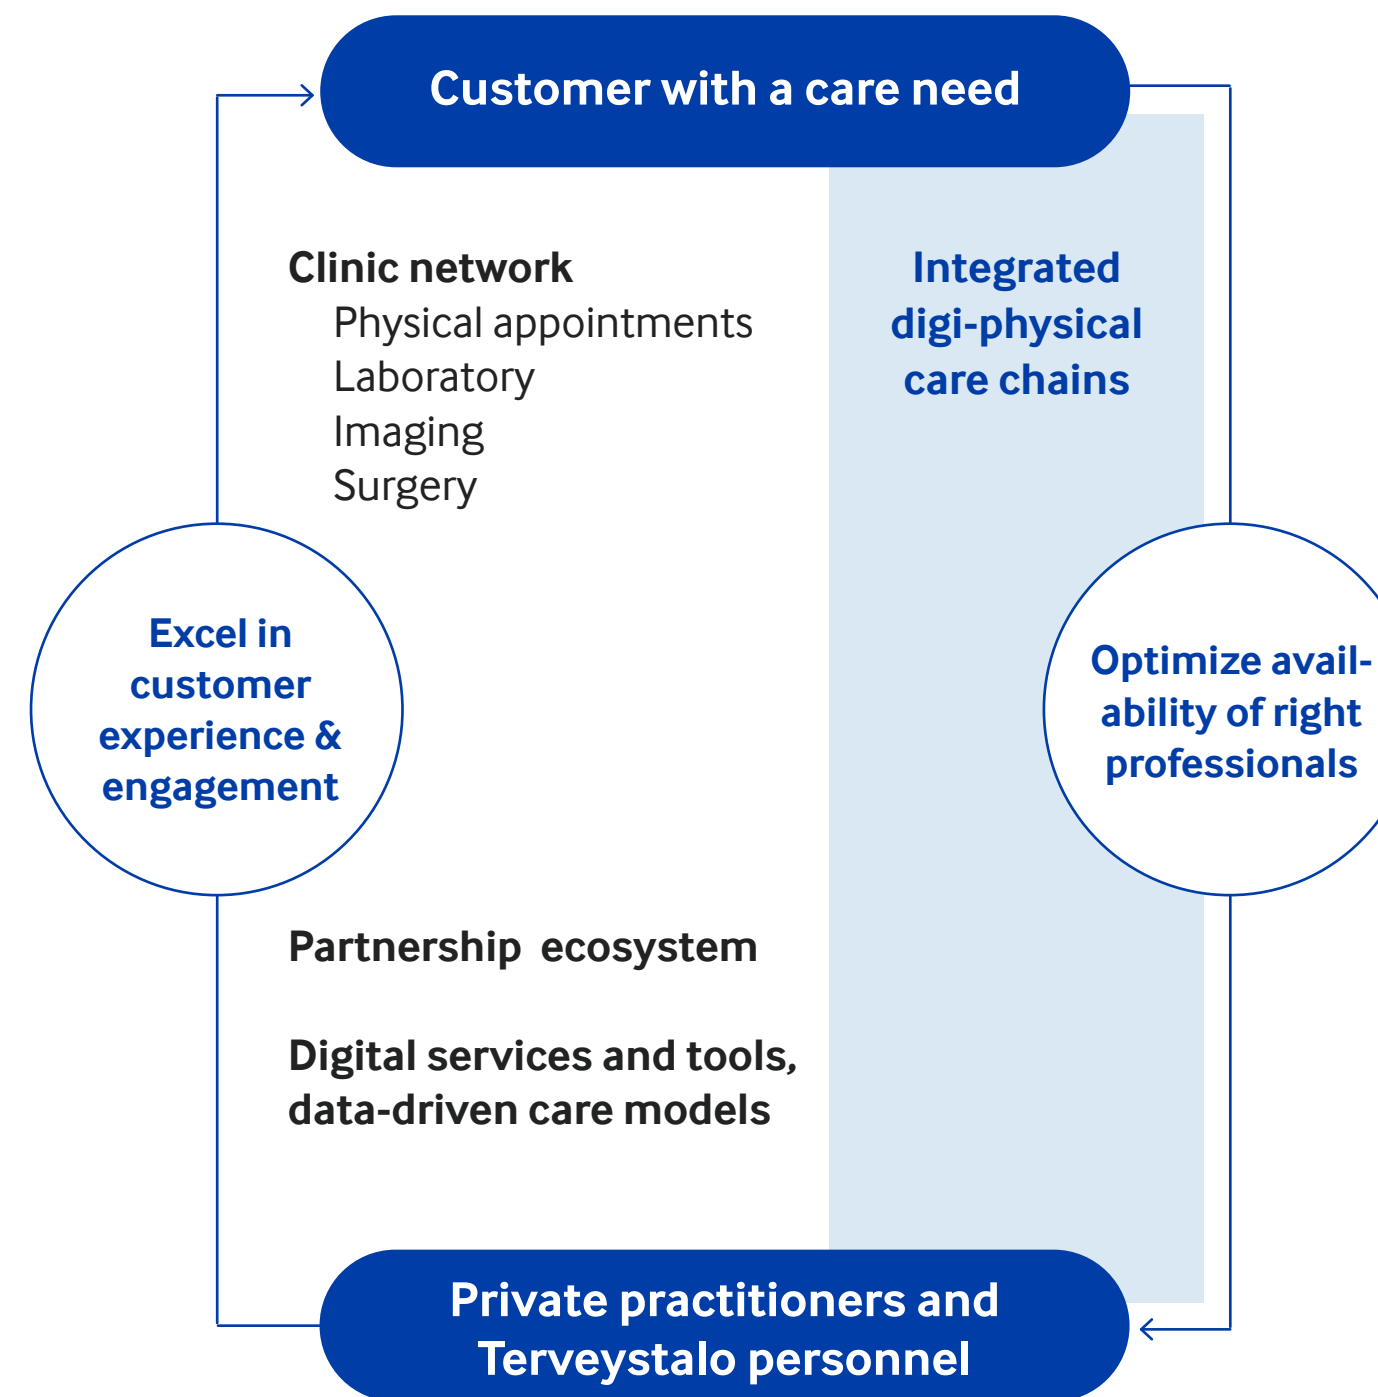 Customer with a care need
Clinic network
Physical appointments
Laboratory
Imaging
Surgery
Integrated
digi-physical
care chains
Excel in
customer
experience &
engagement
Optimize avail-
ability of right
professionals
Partnership ecosystem
Digital services and tools,
data-driven care models
Private practitioners and
Terveystalo personnel